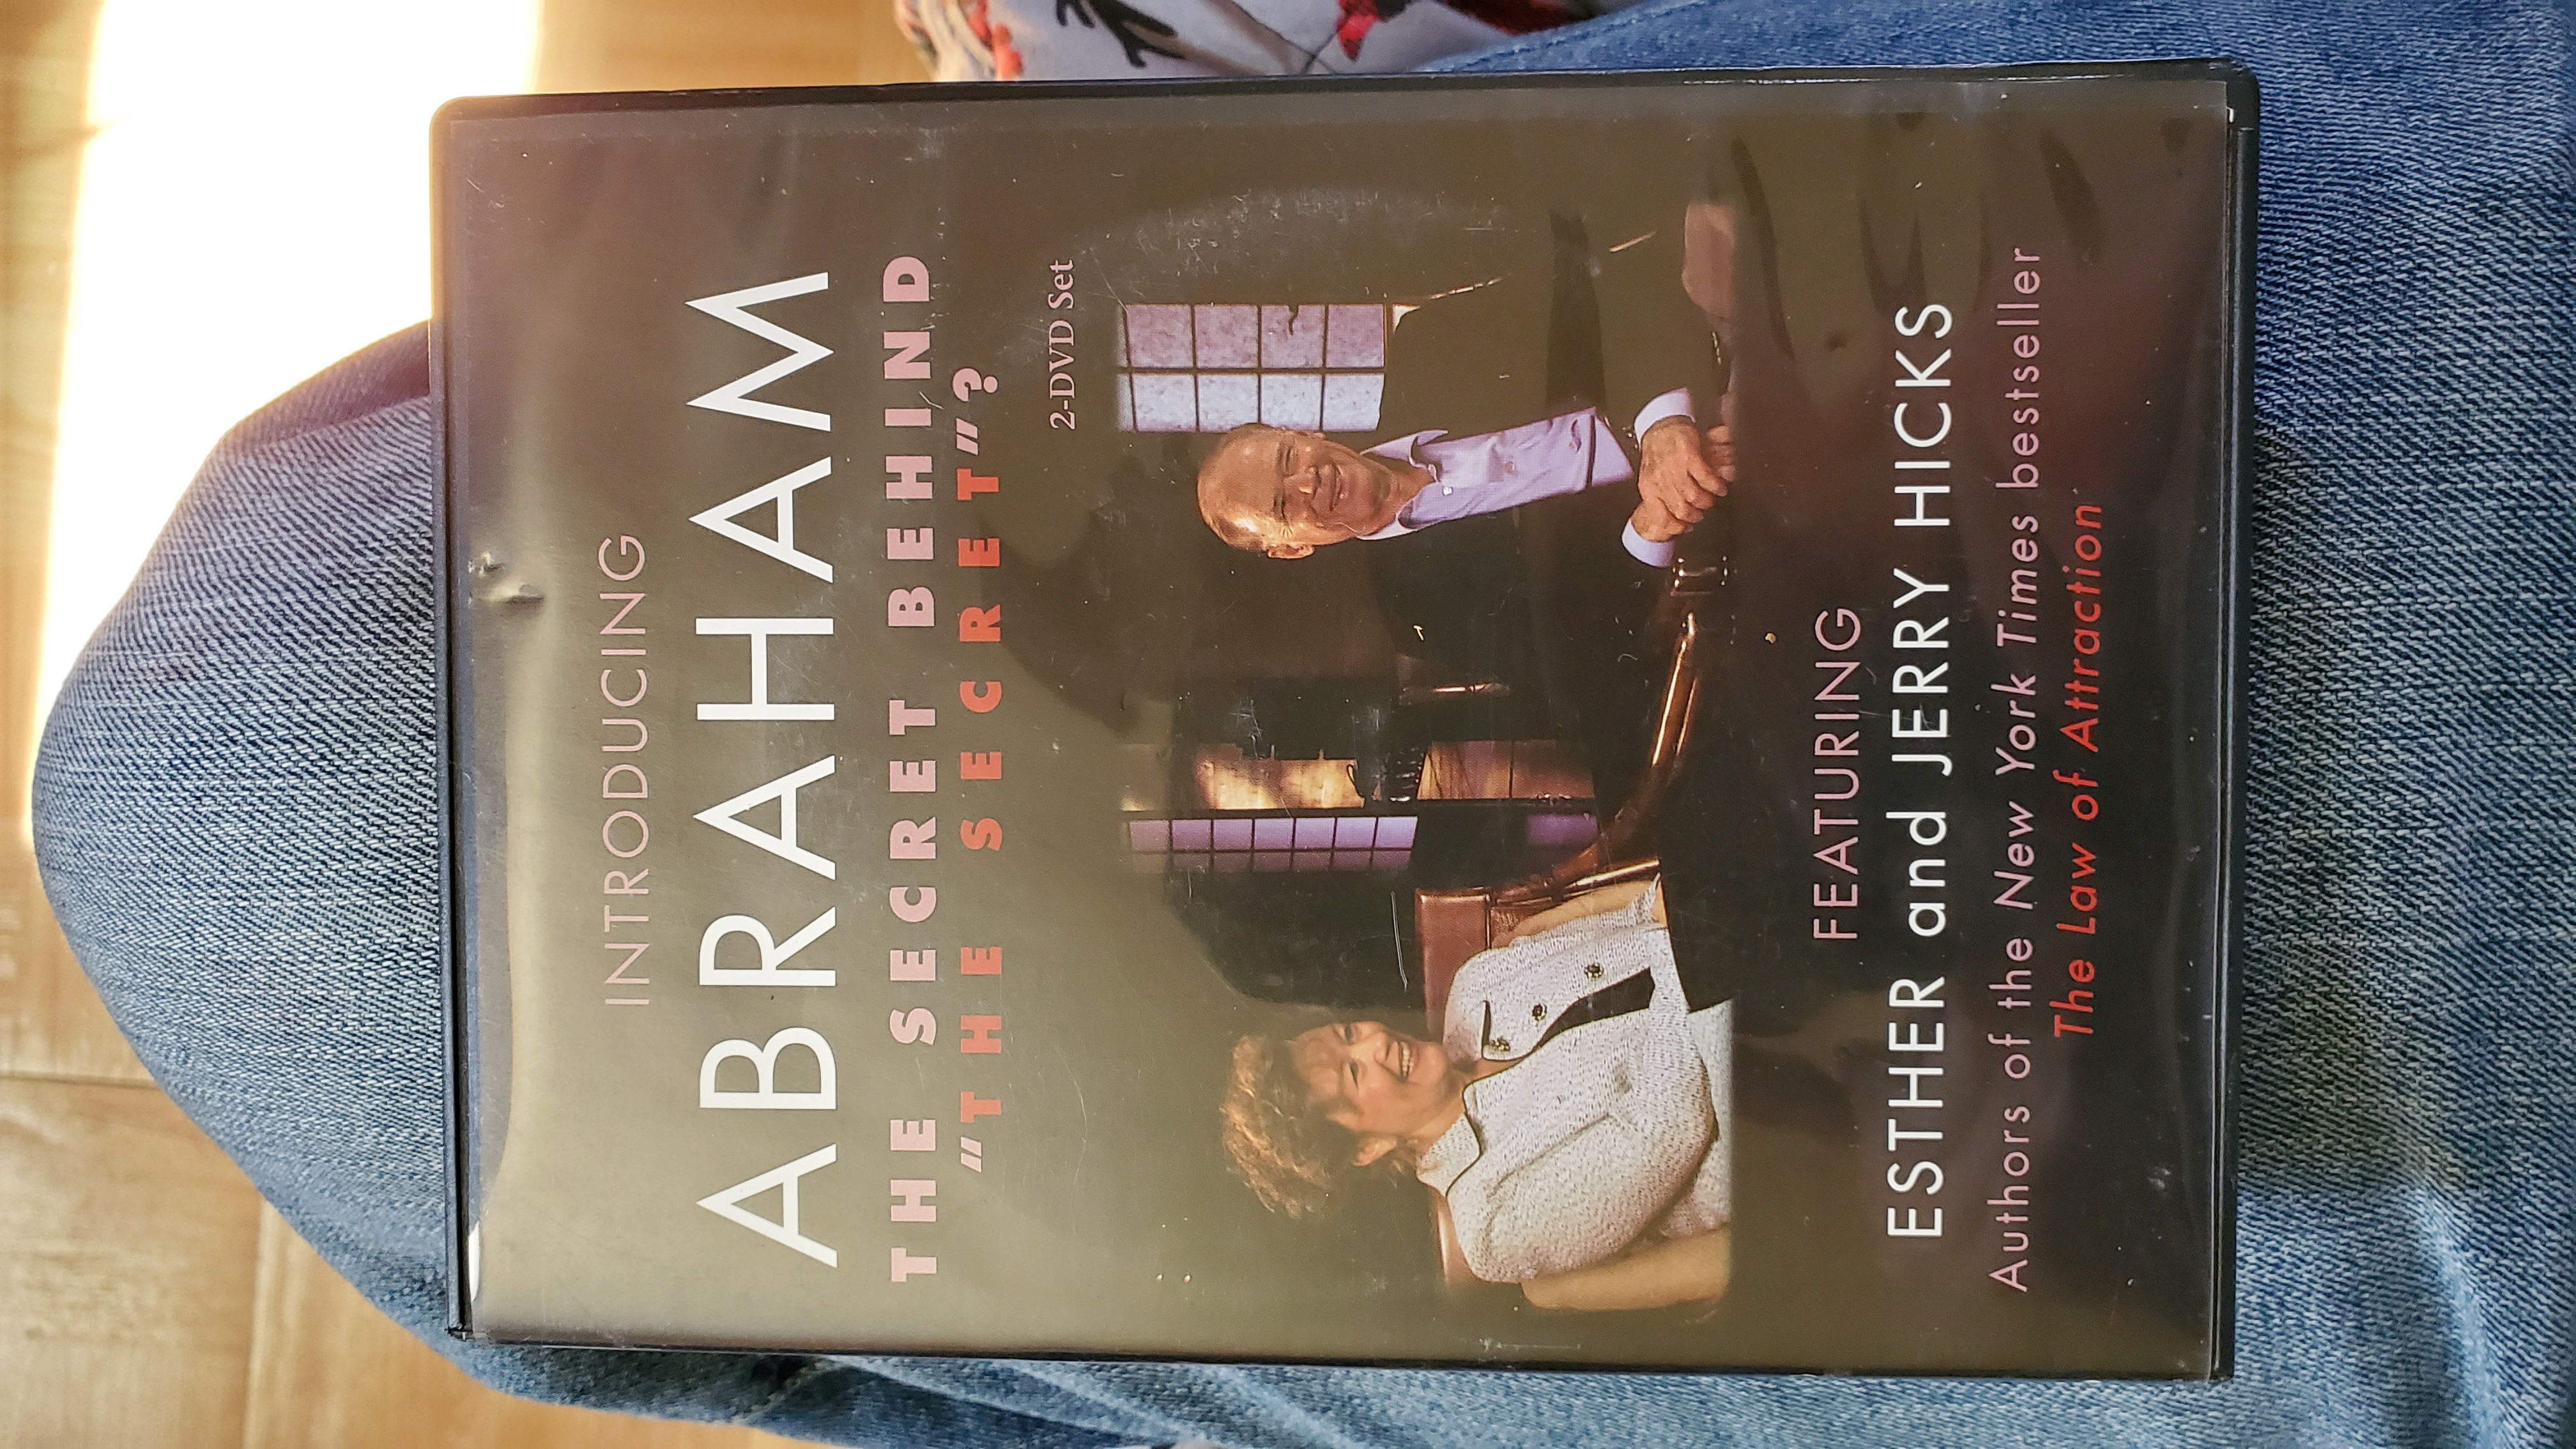 INTRODUCING
ABRAHAM
THE SECRET BEHIND
"THE SECRET"?
2-DVD Set
FEATURING
ESTHER and JERRY HICKS
Authors of the New York Times bestseller
The Law of Attraction